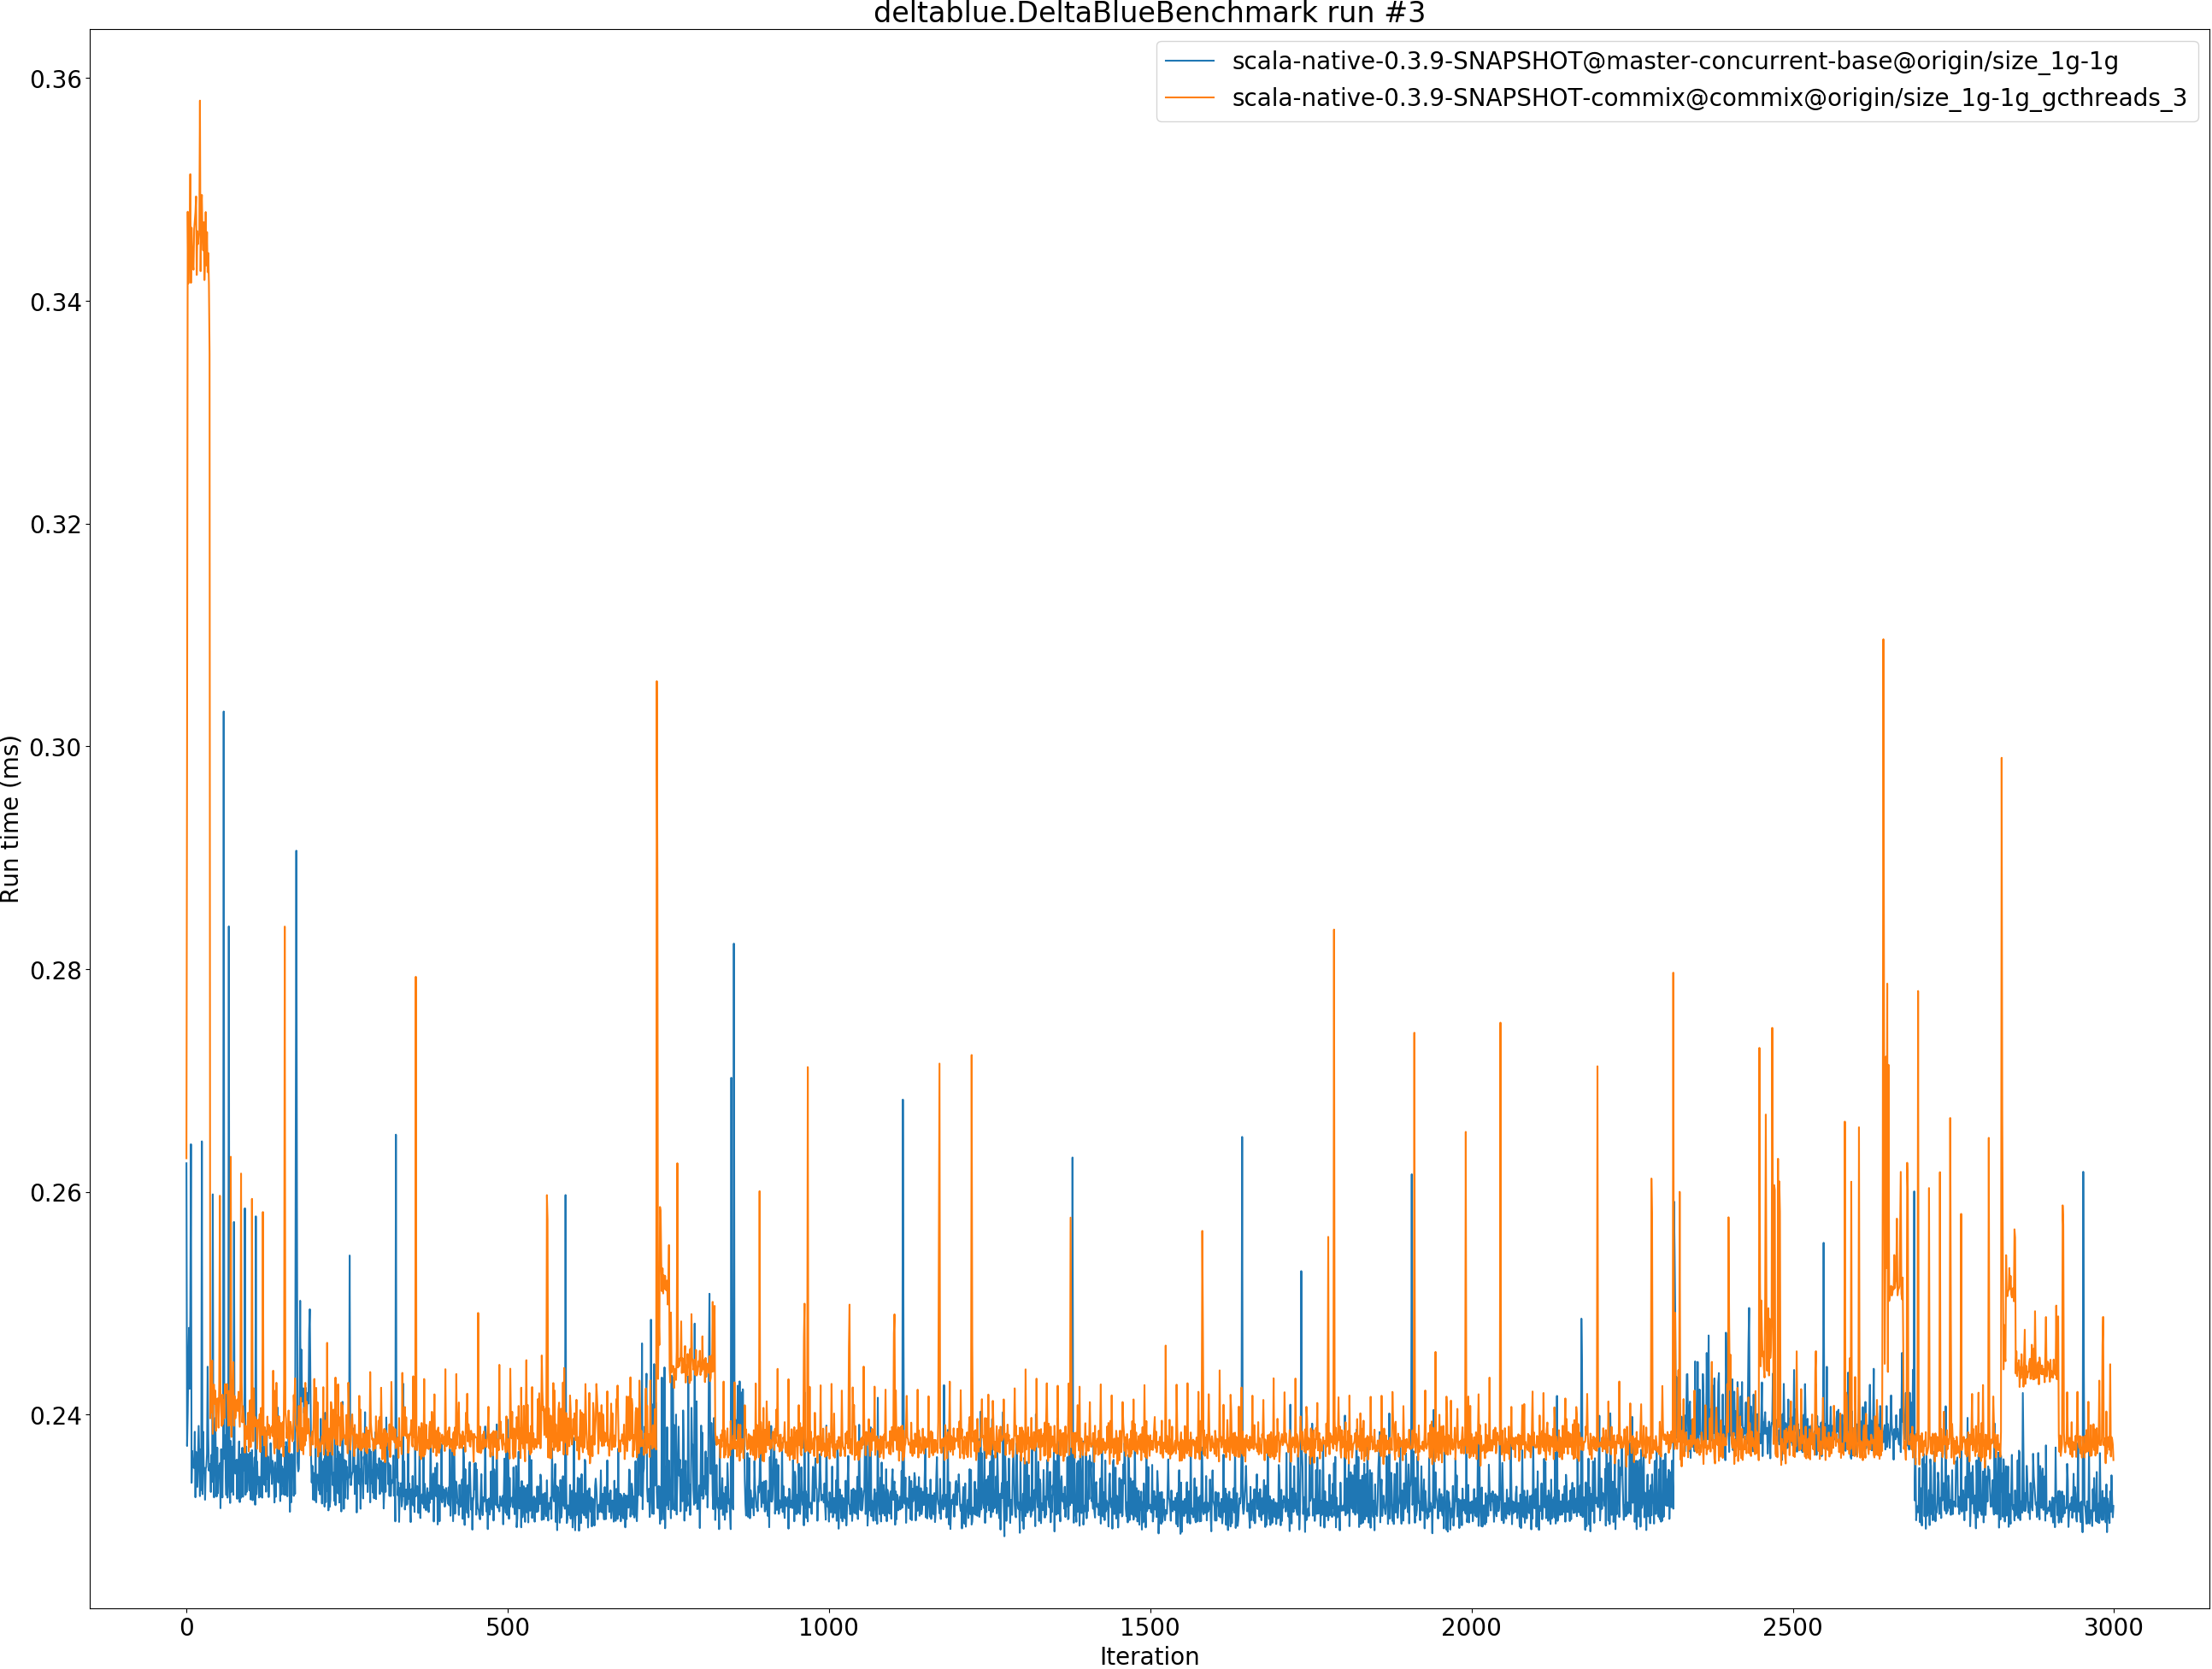 deltablue.DeltaBlueBenchmark run #3
scala-native-0.3.9-SNAPSHOT@master-concurrent-base@origin/size_1g-1g
scala-native-0.3.9-SNAPSHOT-commix@commix@origin/size_1g-1g_gcthreads_3
Run time (ms)
0.36
0.34
0.32
0.30
0.28
0.26
0.24
0 500 1000 1500 2000 2500 3000
Iteration